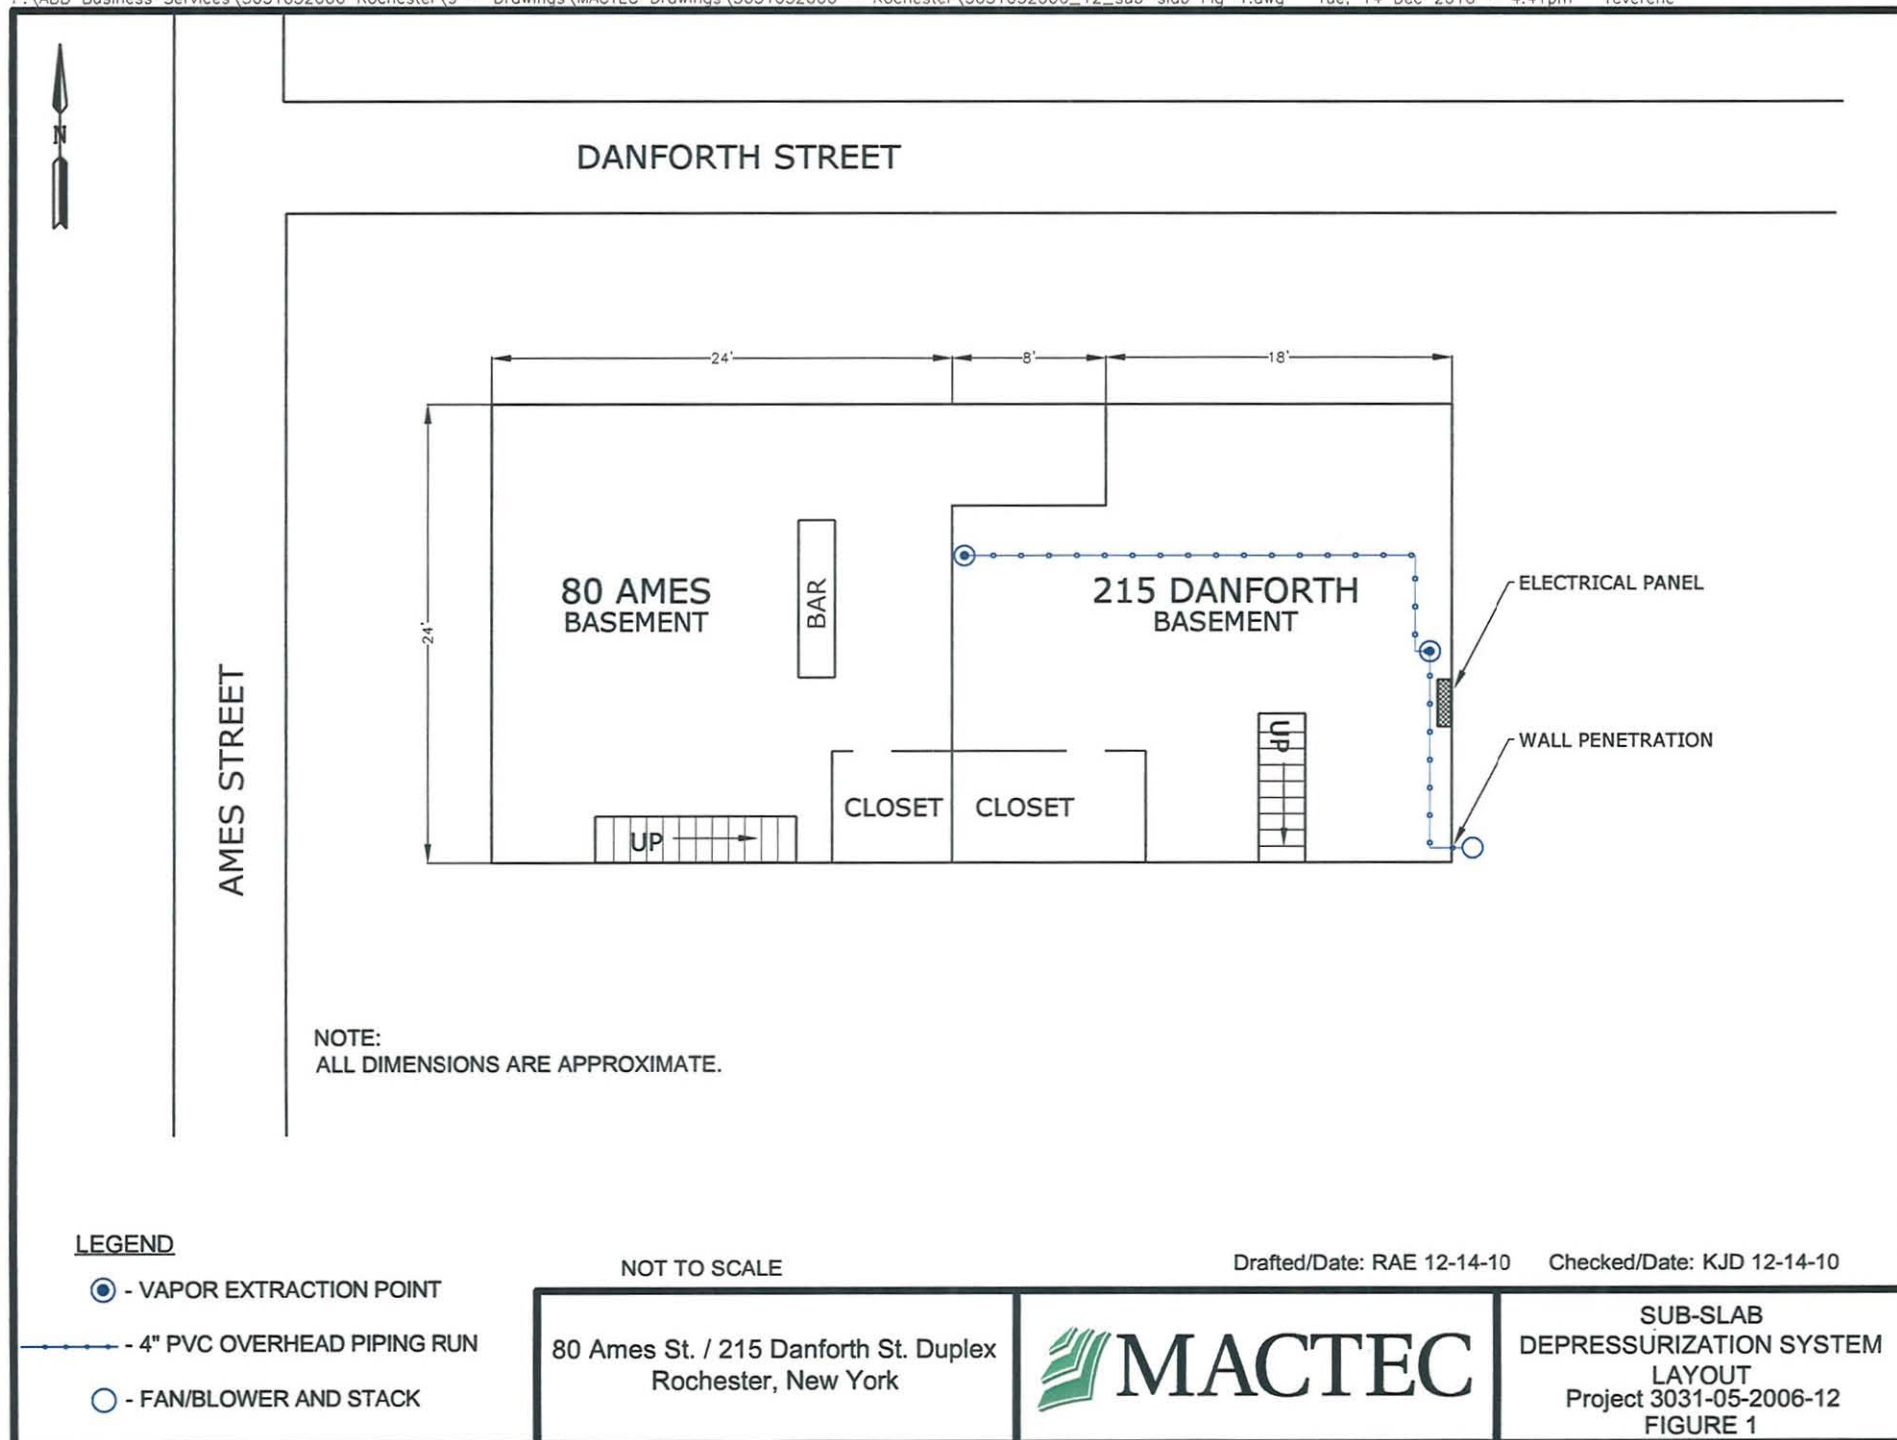 N
DANFORTH STREET
24'
8'
18'
24'
80 AMES
BASEMENT
BAR
215 DANFORTH
BASEMENT
ELECTRICAL PANEL
WALL PENETRATION
UP
CLOSET
CLOSET
UP
AMES STREET
NOTE:
ALL DIMENSIONS ARE APPROXIMATE.
LEGEND
- VAPOR EXTRACTION POINT
- 4" PVC OVERHEAD PIPING RUN
- FAN/BLOWER AND STACK
NOT TO SCALE
Drafted/Date: RAE 12-14-10 Checked/Date: KJD 12-14-10
80 Ames St. / 215 Danforth St. Duplex
Rochester, New York
MACTEC
SUB-SLAB
DEPRESSURIZATION SYSTEM
LAYOUT
Project 3031-05-2006-12
FIGURE 1